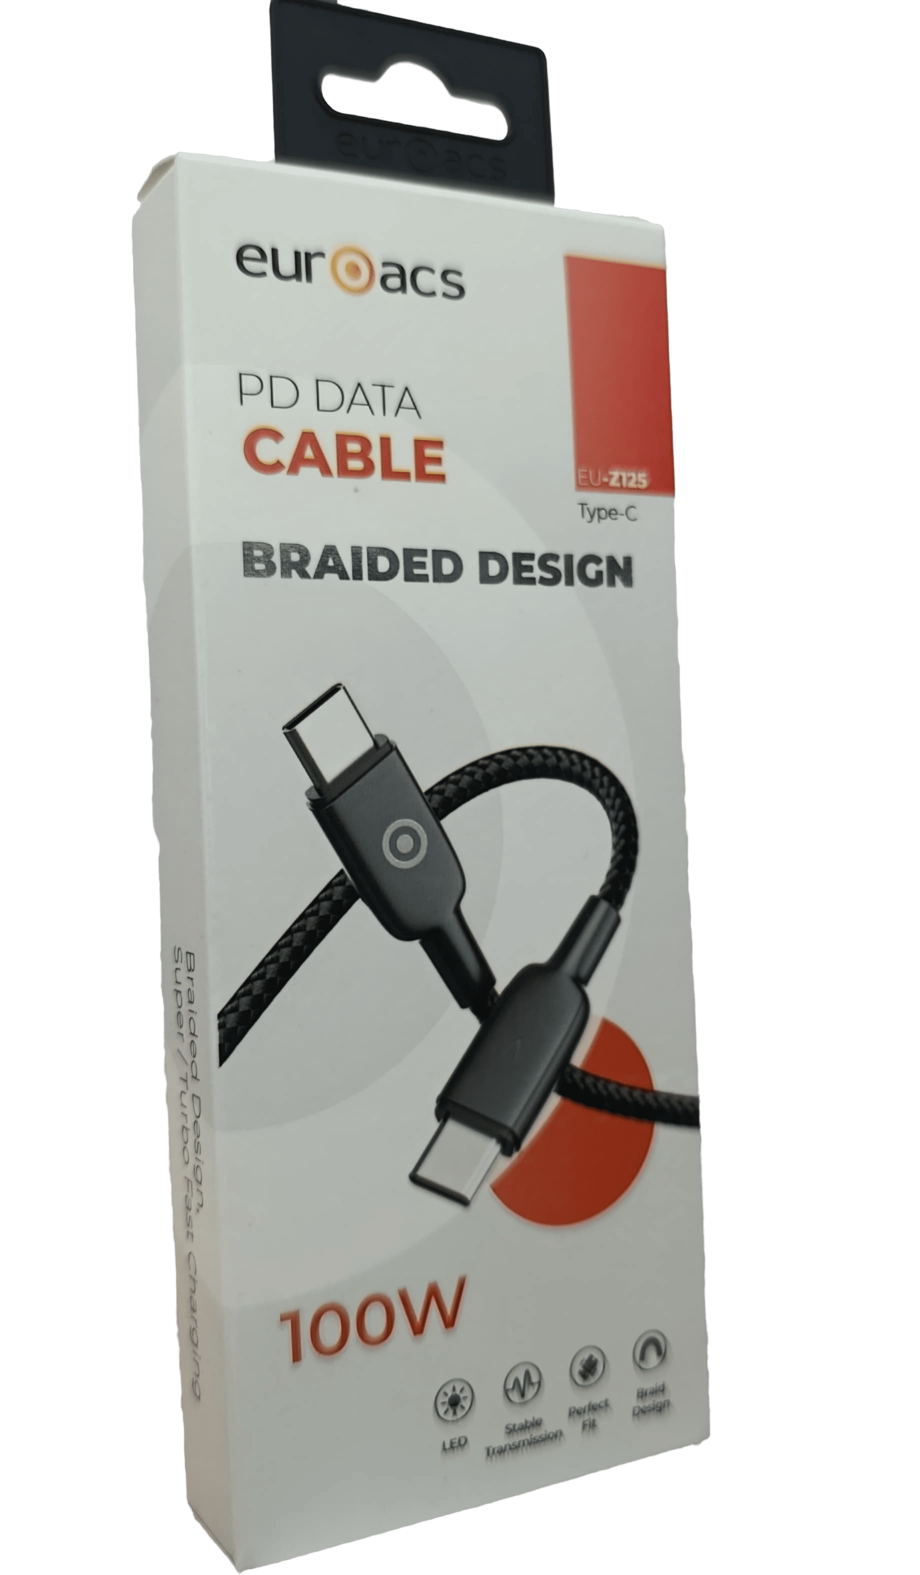 euroacs
euroacs
PD DATA
CABLE
EU-Z125
Type-C
BRAIDED DESIGN
100W
LED
Stable
Transmission
Perfect
Fit
Braid
Design
Braided Design,
Super / Turbo Fast Charging